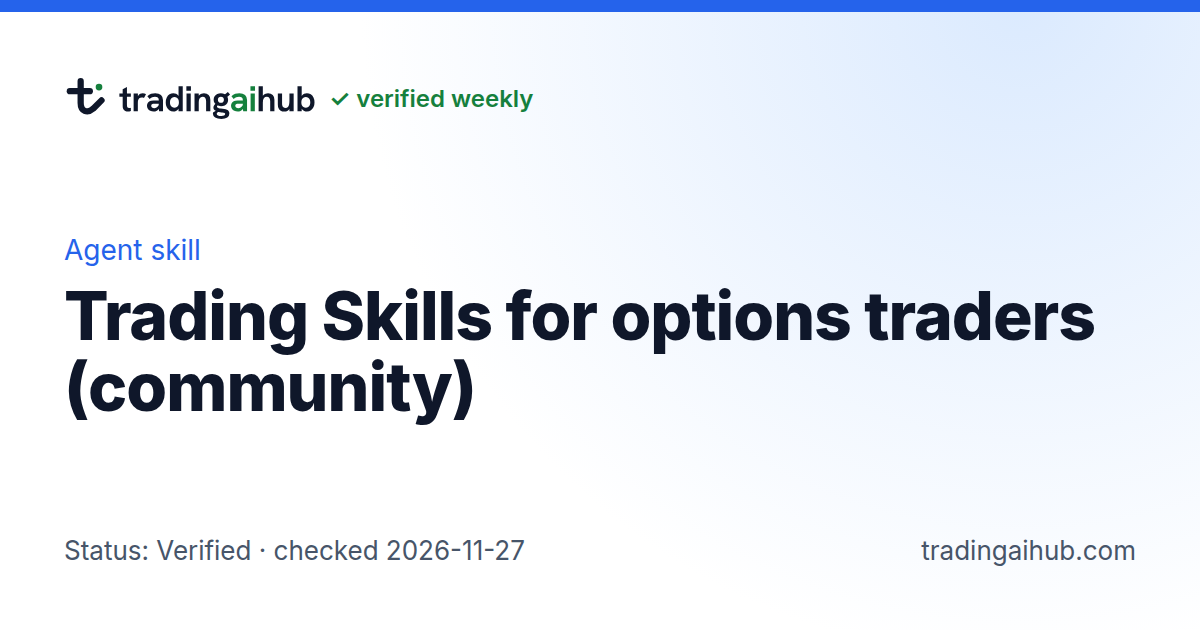 tradingaihub ✓ verified weekly
Agent skill
Trading Skills for options traders
(community)
Status: Verified · checked 2026-11-27
tradingaihub.com